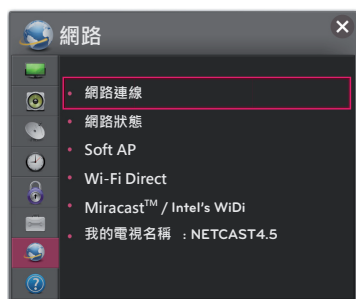 網路
網路連線
網路狀態
Soft AP
Wi-Fi Direct
Miracast™ / Intel's WiDi
我的電視名稱 : NETCAST4.5